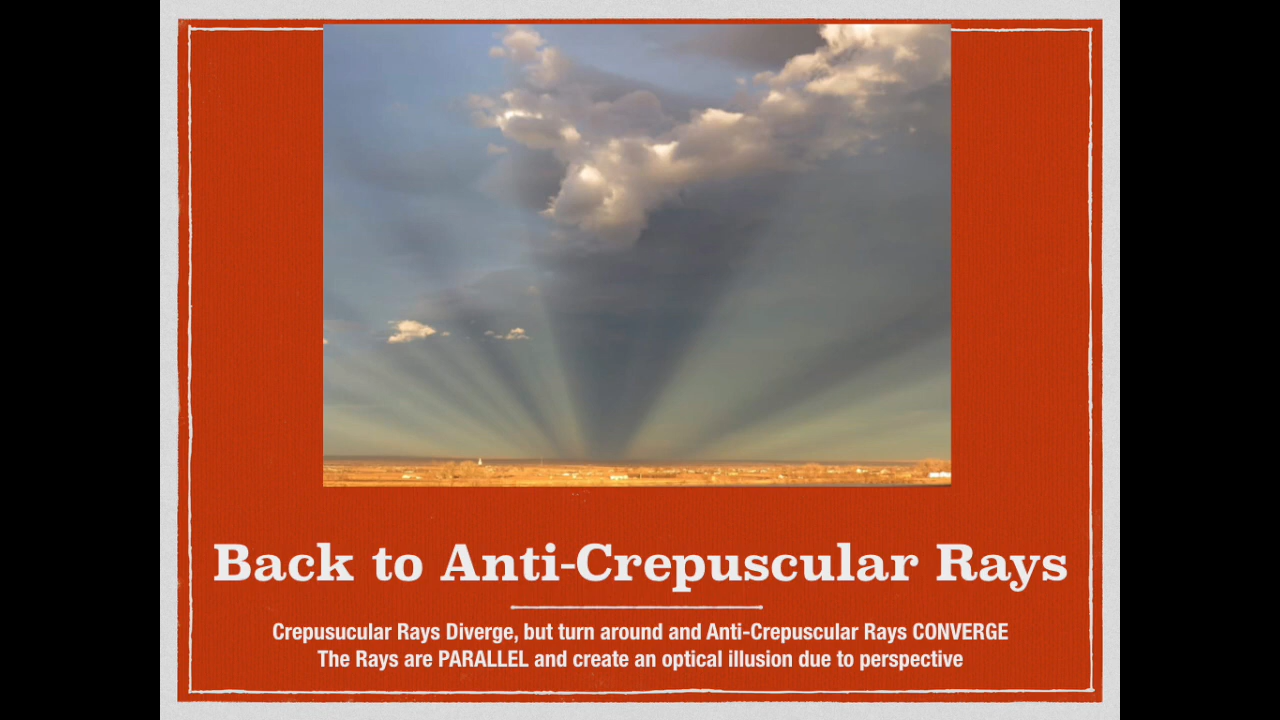 Back to Anti-Crepuscular Rays
Crepusucular Rays Diverge, but turn around and Anti-Crepuscular Rays CONVERGE
The Rays are PARALLEL and create an optical illusion due to perspective